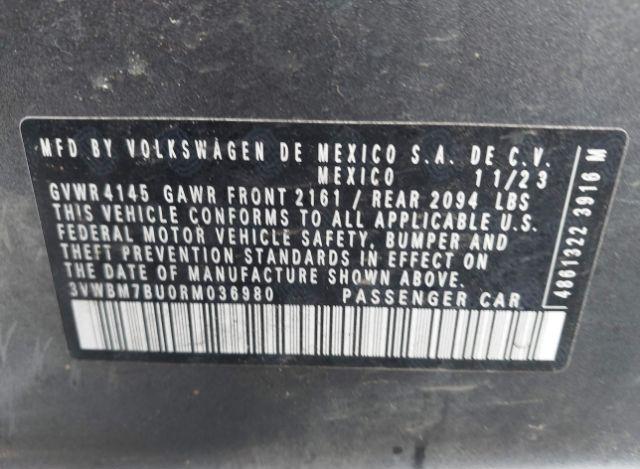 MFD BY VOLKSWAGEN DE MEXICO S.A. DE C.V.
MEXICO 11/23
GVWR 4145 GAWR FRONT 2161 / REAR 2094 LBS
THIS VEHICLE CONFORMS TO ALL APPLICABLE U.S.
FEDERAL MOTOR VEHICLE SAFETY, BUMPER AND
THEFT PREVENTION STANDARDS IN EFFECT ON
THE DATE OF MANUFACTURE SHOWN ABOVE.
3VWBM7BU0RM036980 PASSENGER CAR
4861322 3916 M